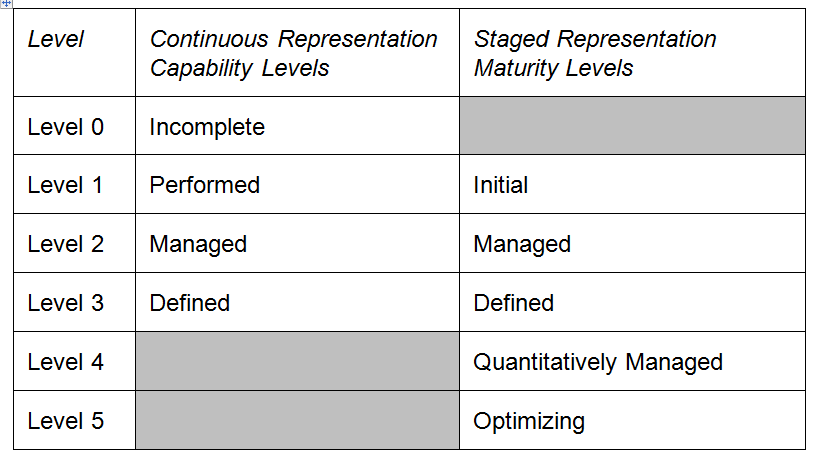 Level Continuous Representation Staged Representation
Capability Levels Maturity Levels
Level 0 Incomplete
Level 1 Performed Initial
Level 2 Managed Managed
Level 3 Defined Defined
Level 4 Quantitatively Managed
Level 5 Optimizing